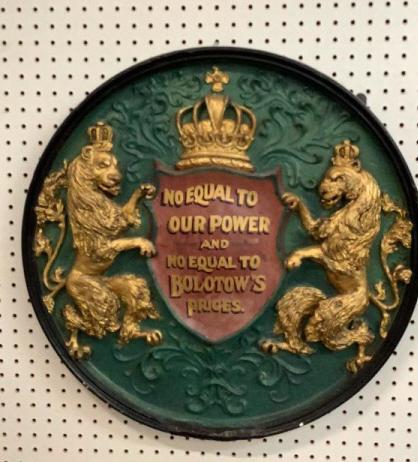 NO EQUAL TO
OUR POWER
AND
NO EQUAL TO
BOLOTOW'S
PRICES.